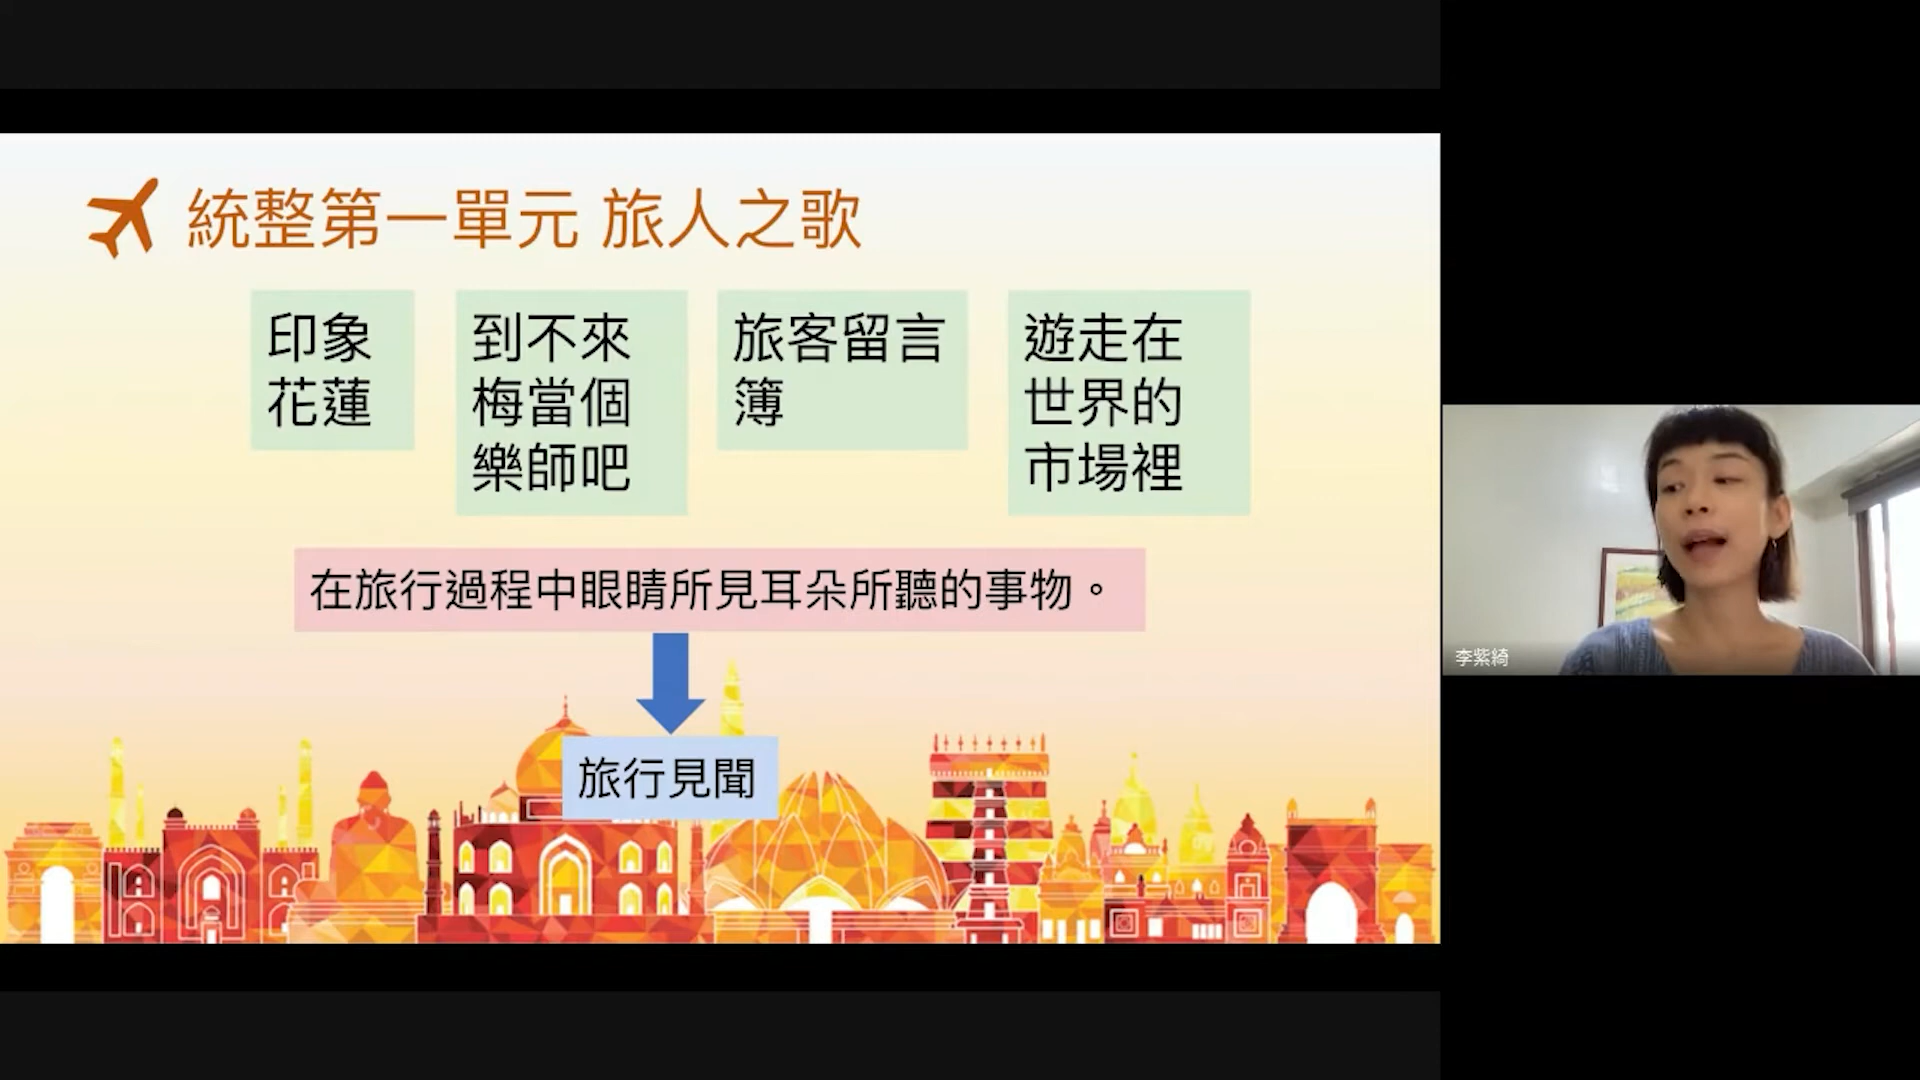 統整第一單元 旅人之歌
印象
花蓮
到不來
梅當個
樂師吧
旅客留言
簿
遊走在
世界的
市場裡
在旅行過程中眼睛所見耳朵所聽的事物。
旅行見聞
李紫綺